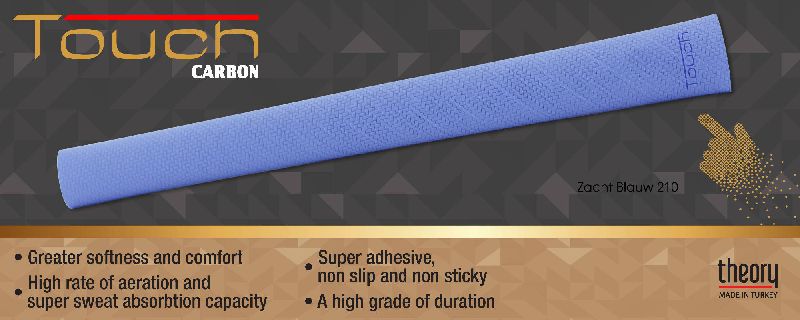 Touch
CARBON
Touch
Zacht Blauw 210
• Greater softness and comfort
• High rate of aeration and
super sweat absorbtion capacity
• Super adhesive,
non slip and non sticky
• A high grade of duration
theory
MADE IN TURKEY